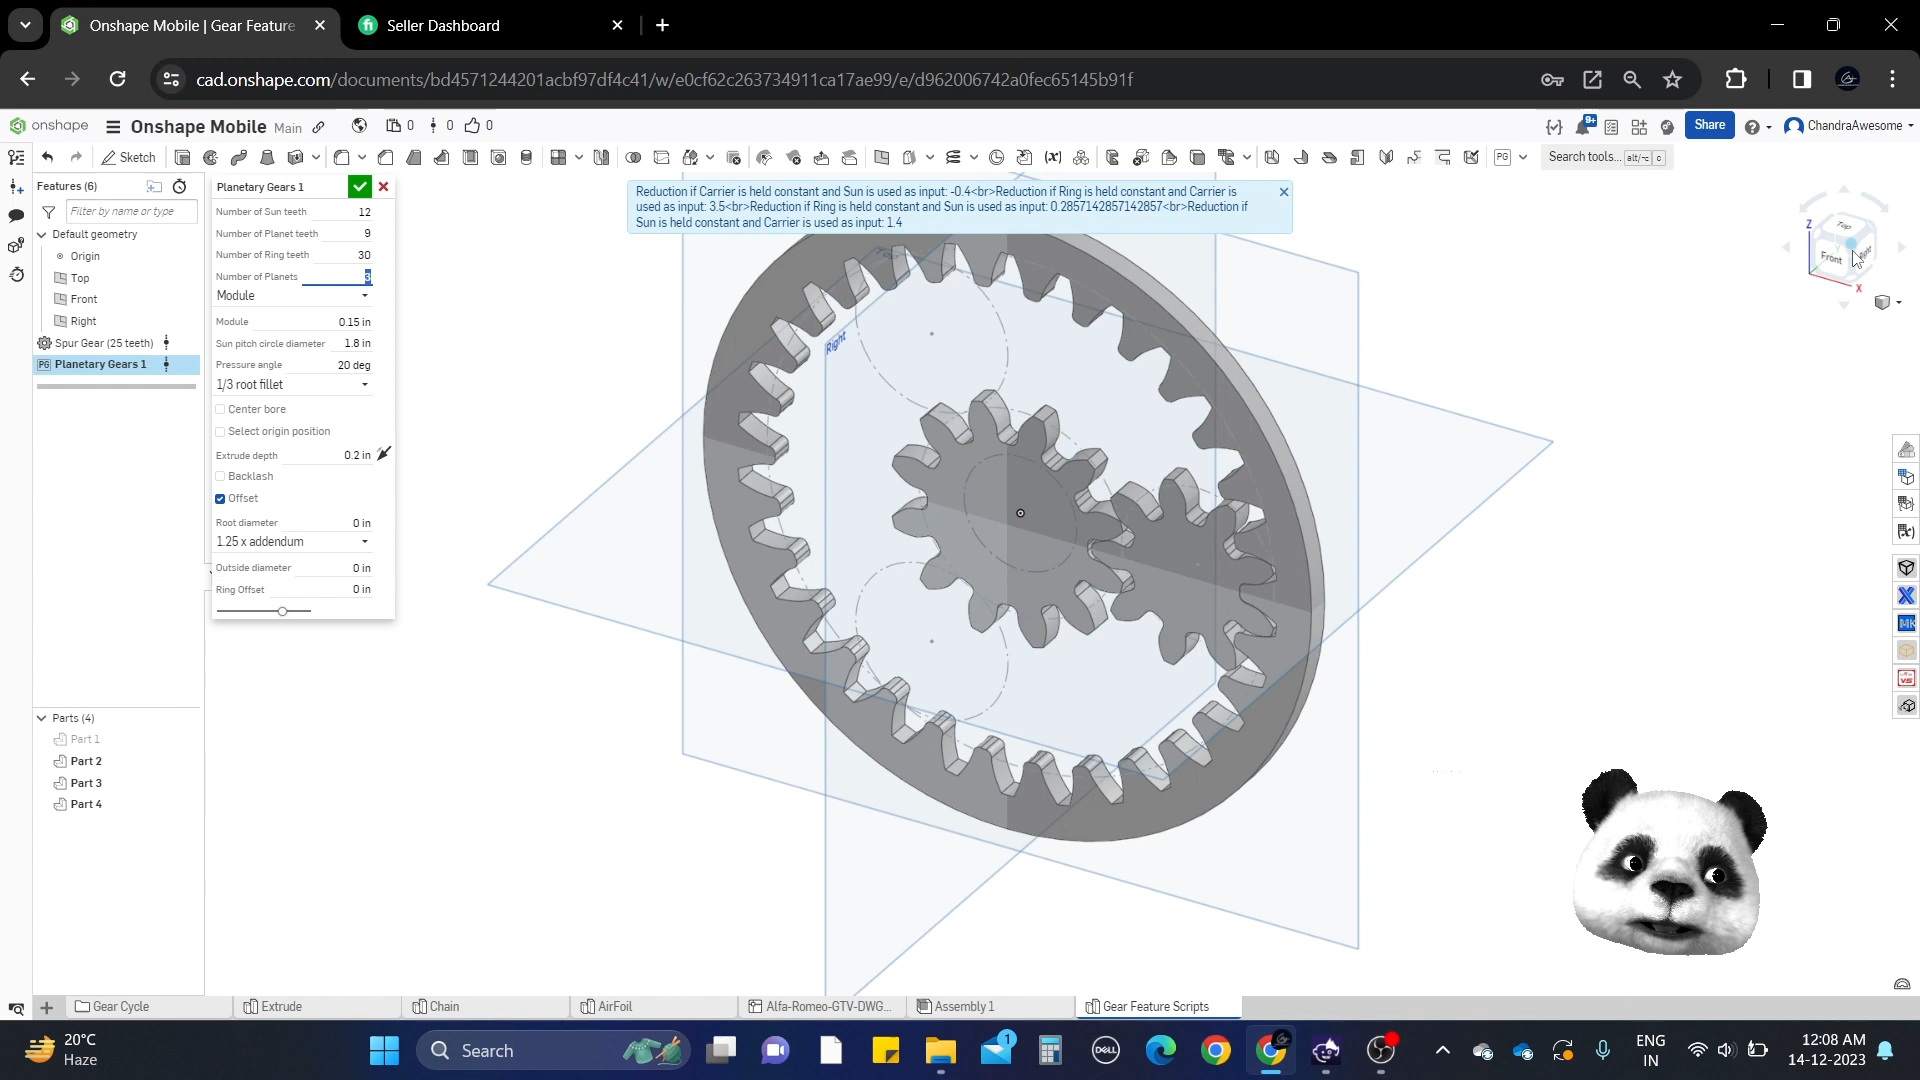 Onshape Mobile | Gear Feature
Seller Dashboard
cad.onshape.com/documents/bd4571244201acbf97df4c41/w/e0cf62c263734911ca17ae99/e/d962006742a0fec65145b91f
onshape
Onshape Mobile Main
0
0
0
9+
Share
ChandraAwesome
Sketch
PG
Search tools... alt/⌥ c
Features (6)
Filter by name or type
Default geometry
Origin
Top
Front
Right
Spur Gear (25 teeth)
PG Planetary Gears 1
Planetary Gears 1
Number of Sun teeth 12
Number of Planet teeth 9
Number of Ring teeth 30
Number of Planets 3
Module
Module 0.15 in
Sun pitch circle diameter 1.8 in
Pressure angle 20 deg
1/3 root fillet
Center bore
Select origin position
Extrude depth 0.2 in
Backlash
Offset
Root diameter 0 in
1.25 x addendum
Outside diameter 0 in
Ring Offset 0 in
Reduction if Carrier is held constant and Sun is used as input: -0.4<br>Reduction if Ring is held constant and Carrier is
used as input: 3.5<br>Reduction if Ring is held constant and Sun is used as input: 0.2857142857142857<br>Reduction if
Sun is held constant and Carrier is used as input: 1.4
Top
Right
Z
Top
Front
Right
X
Parts (4)
Part 1
Part 2
Part 3
Part 4
Gear Cycle
Extrude
Chain
AirFoil
Alfa-Romeo-GTV-DWG...
Assembly 1
Gear Feature Scripts
20°C
Haze
Search
1
DELL
ENG
IN
12:08 AM
14-12-2023